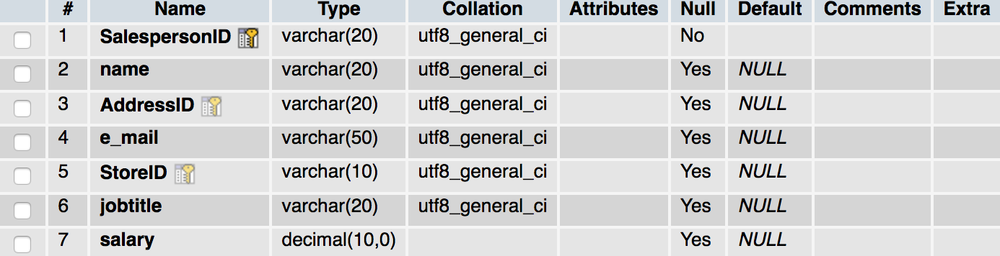 # Name Type Collation Attributes Null Default Comments Extra
1 SalespersonID varchar(20) utf8_general_ci No
2 name varchar(20) utf8_general_ci Yes NULL
3 AddressID varchar(20) utf8_general_ci Yes NULL
4 e_mail varchar(50) utf8_general_ci Yes NULL
5 StoreID varchar(10) utf8_general_ci Yes NULL
6 jobtitle varchar(20) utf8_general_ci Yes NULL
7 salary decimal(10,0) Yes NULL